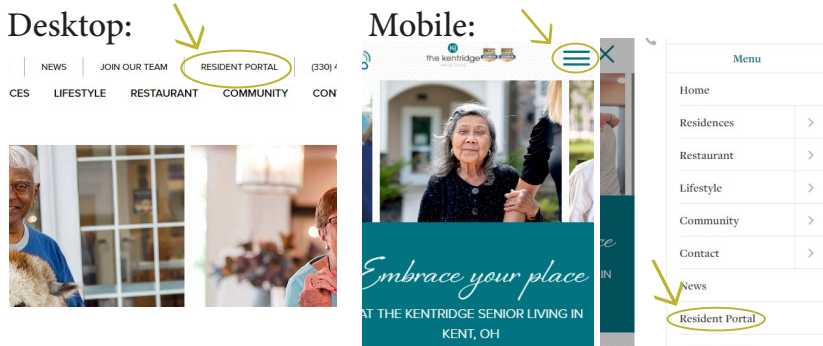 Desktop:
NEWS JOIN OUR TEAM RESIDENT PORTAL (330) 4
CES LIFESTYLE RESTAURANT COMMUNITY CON
Mobile:
the kentridge
Embrace your place
AT THE KENTRIDGE SENIOR LIVING IN
KENT, OH
ce
IN
Menu
Home
Residences
Restaurant
Lifestyle
Community
Contact
News
Resident Portal